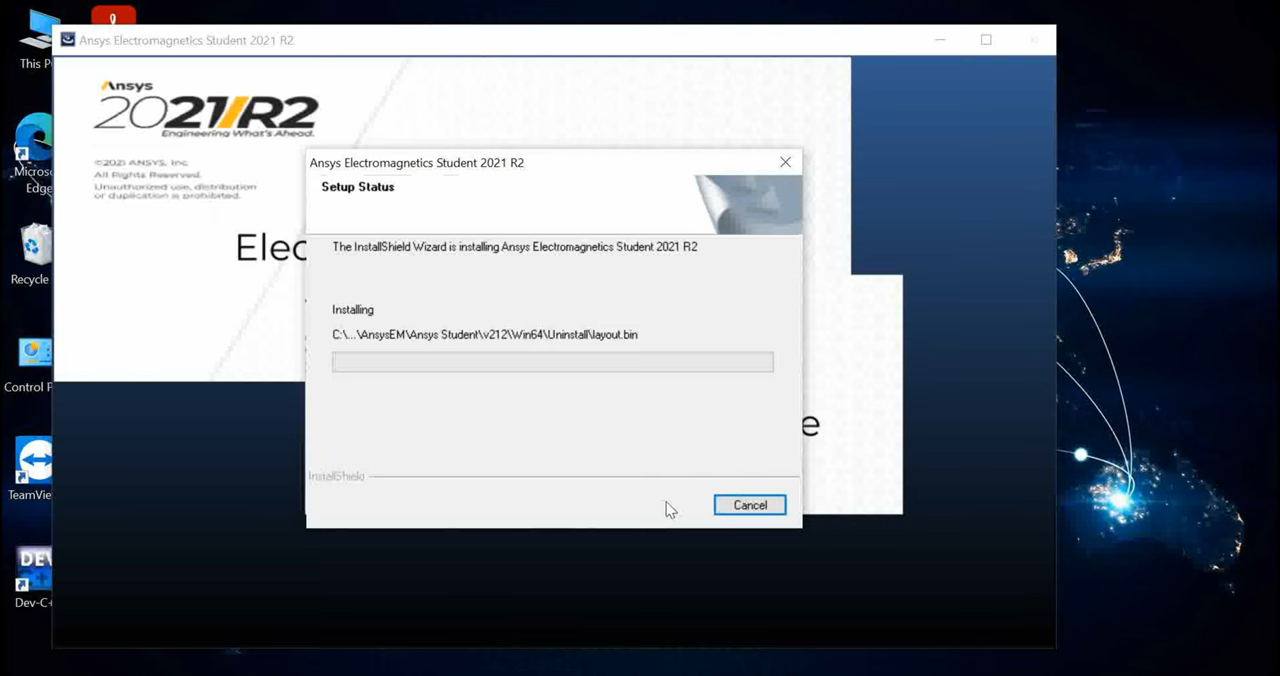 This P
Microso
Edge
Recycle
Control P
TeamVie
DEV
Dev-C+
Ansys Electromagnetics Student 2021 R2
Ansys
2021/R2
Engineering What's Ahead.
©2021 ANSYS, Inc.
All Rights Reserved.
Unauthorized use, distribution
or duplication is prohibited.
Elec
e
Ansys Electromagnetics Student 2021 R2
Setup Status
The InstallShield Wizard is installing Ansys Electromagnetics Student 2021 R2
Installing
C:\...\AnsysEM\Ansys Student\v212\Win64\Uninstall\layout.bin
InstallShield
Cancel